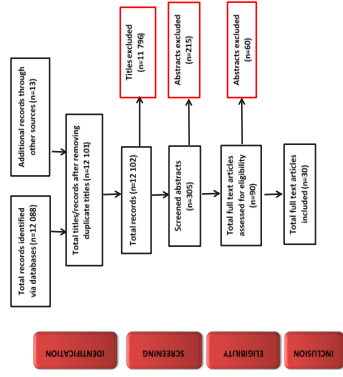 Total records identified
via databases(n=12 088)
Additional records through
other sources (n=13)
Total titles/records after removing
duplicate titles (n=12 101)
Total records (n=12 102)
Titles excluded
(n=11 796)
Screened abstracts
(n=305)
Abstracts excluded
(n=215)
Total full text articles
assessed for eligibility
(n=90)
Abstracts excluded
(n=60)
Total full text articles
included (n=30)
IDENTIFICATION
SCREENING
ELIGIBILITY
INCLUSION